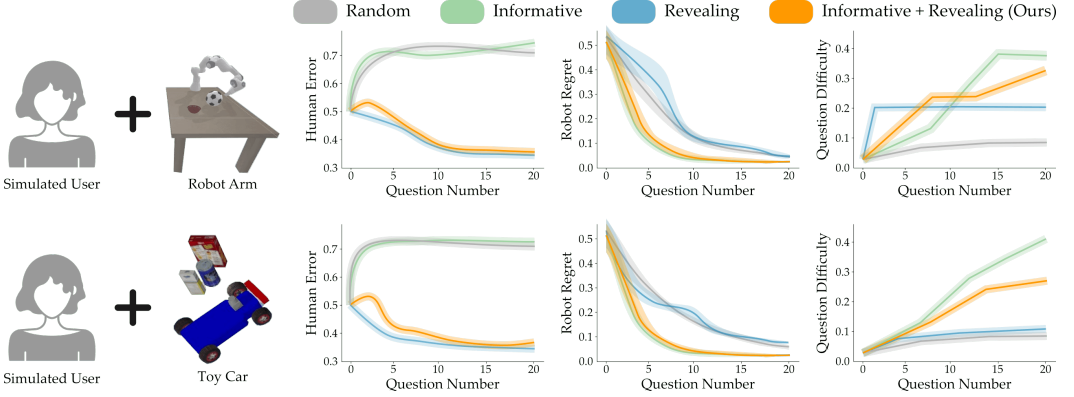 Random Informative Revealing Informative + Revealing (Ours)
Human Error
0.7
0.6
0.5
0.4
0.3
0 5 10 15 20
Question Number
Robot Regret
0.5
0.4
0.3
0.2
0.1
0.0
0 5 10 15 20
Question Number
Question DIfficulty
0.4
0.3
0.2
0.1
0.0
0 5 10 15 20
Question Number
Simulated User
Robot Arm
Human Error
0.7
0.6
0.5
0.4
0.3
0 5 10 15 20
Question Number
Robot Regret
0.5
0.4
0.3
0.2
0.1
0.0
0 5 10 15 20
Question Number
Question DIfficulty
0.4
0.3
0.2
0.1
0.0
0 5 10 15 20
Question Number
Simulated User
Toy Car